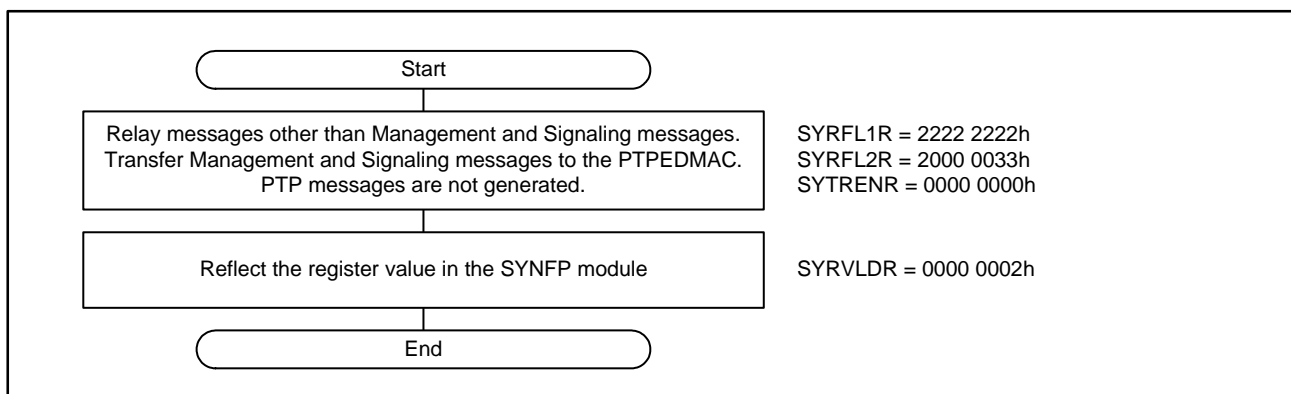 Start
Relay messages other than Management and Signaling messages.
Transfer Management and Signaling messages to the PTPEDMAC.
PTP messages are not generated.
SYRFL1R = 2222 2222h
SYRFL2R = 2000 0033h
SYTRENR = 0000 0000h
Reflect the register value in the SYNFP module
SYRVLDR = 0000 0002h
End